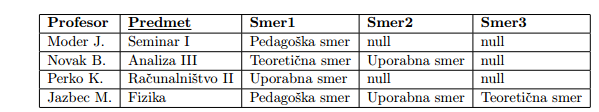 Profesor Predmet Smer1 Smer2 Smer3
Moder J. Seminar I Pedagoška smer null null
Novak B. Analiza III Teoretična smer Uporabna smer null
Perko K. Računalništvo II Uporabna smer null null
Jazbec M. Fizika Pedagoška smer Uporabna smer Teoretična smer